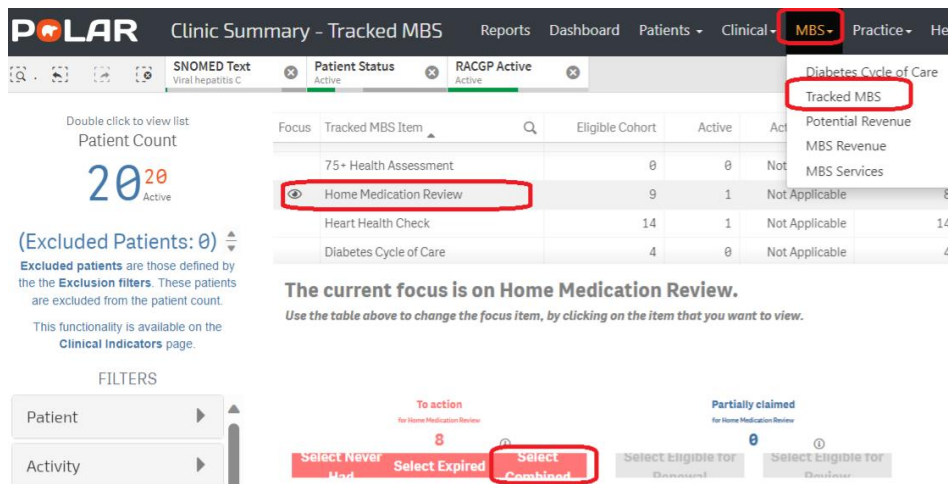 POLAR
Clinic Summary - Tracked MBS
Reports Dashboard Patients Clinical MBS Practice
SNOMED Text
Viral hepatitis C
Patient Status
Active
RACGP Active
Active
Diabetes Cycle of Care
Tracked MBS
Potential Revenue
MBS Revenue
MBS Services
Double click to view list
Patient Count
20 20
Active
(Excluded Patients: 0)
Excluded patients are those defined by
the the Exclusion filters. These patients
are excluded from the patient count.
This functionality is available on the
Clinical Indicators page.
FILTERS
Patient
Activity
Focus Tracked MBS Item Eligible Cohort Active
75+ Health Assessment 0 0 Not
Home Medication Review 9 1 Not Applicable 8
Heart Health Check 14 1 Not Applicable 14
Diabetes Cycle of Care 4 0 Not Applicable 4
The current focus is on Home Medication Review.
Use the table above to change the focus item, by clicking on the item that you want to view.
To action
for Home Medication Review
8
Select Never Had
Select Expired
Select Combined
Partially claimed
for Home Medication Review
0
Select Eligible for Renewal
Select Eligible for Review